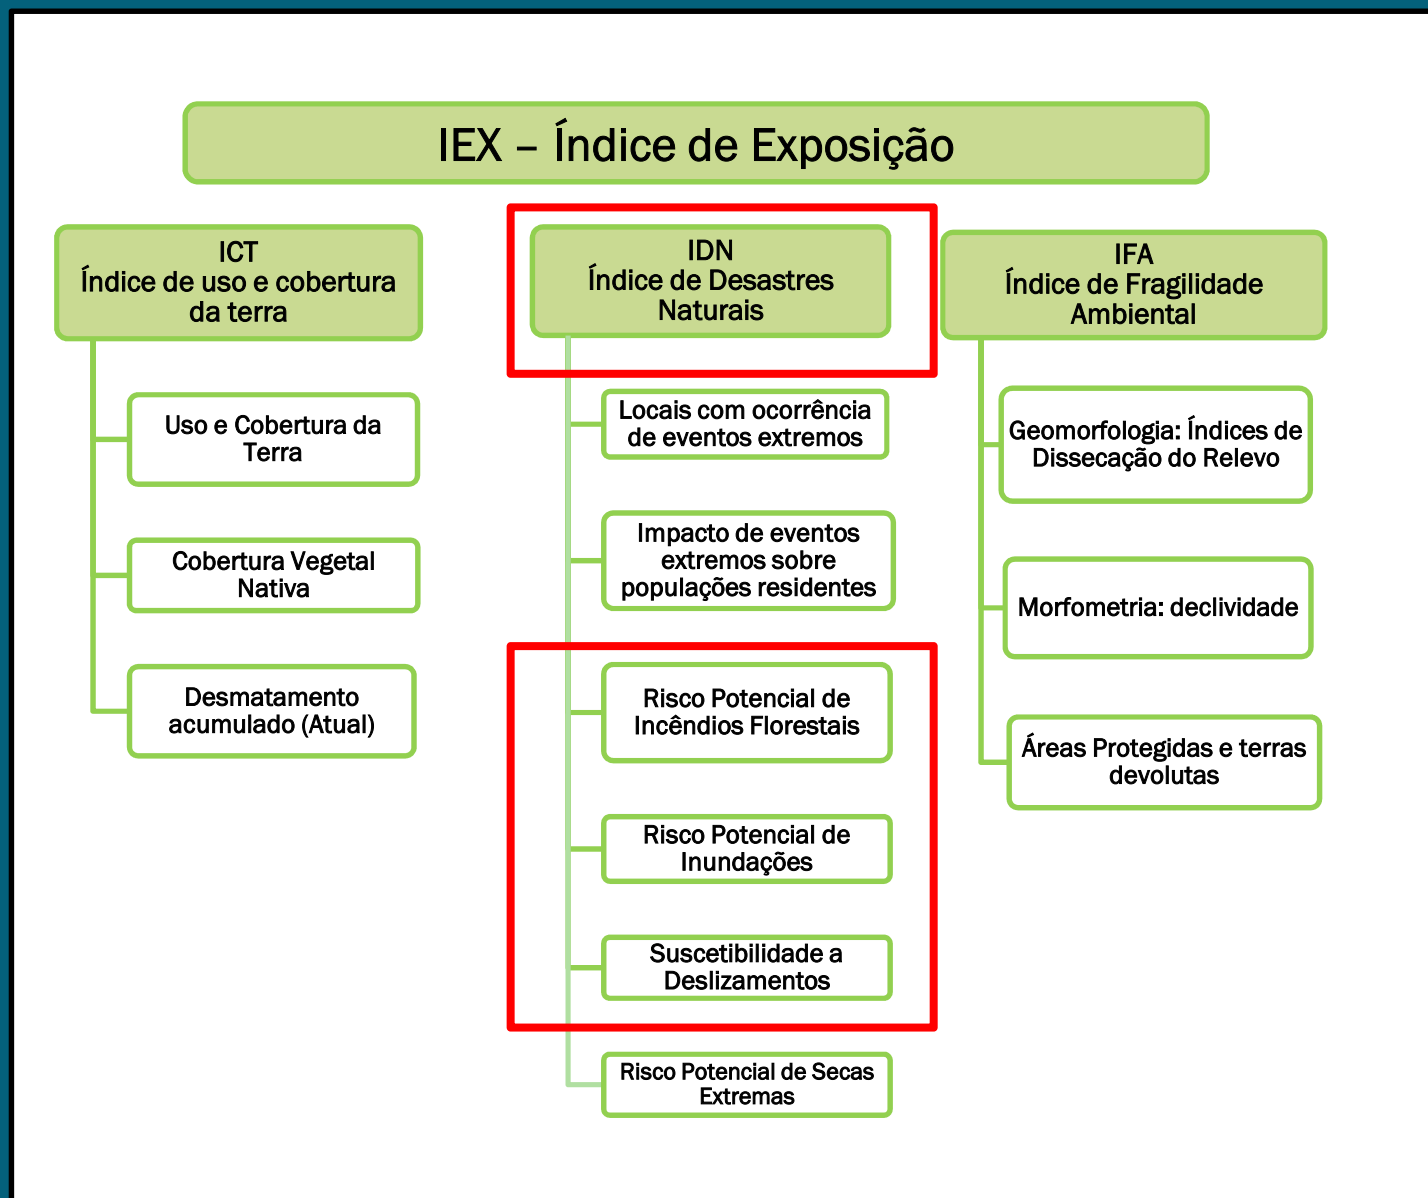 IEX – Índice de Exposição
ICT
Índice de uso e cobertura
da terra
Uso e Cobertura da
Terra
Cobertura Vegetal
Nativa
Desmatamento
acumulado (Atual)
IDN
Índice de Desastres
Naturais
Locais com ocorrência
de eventos extremos
Impacto de eventos
extremos sobre
populações residentes
Risco Potencial de
Incêndios Florestais
Risco Potencial de
Inundações
Suscetibilidade a
Deslizamentos
Risco Potencial de Secas
Extremas
IFA
Índice de Fragilidade
Ambiental
Geomorfologia: Índices de
Dissecação do Relevo
Morfometria: declividade
Áreas Protegidas e terras
devolutas